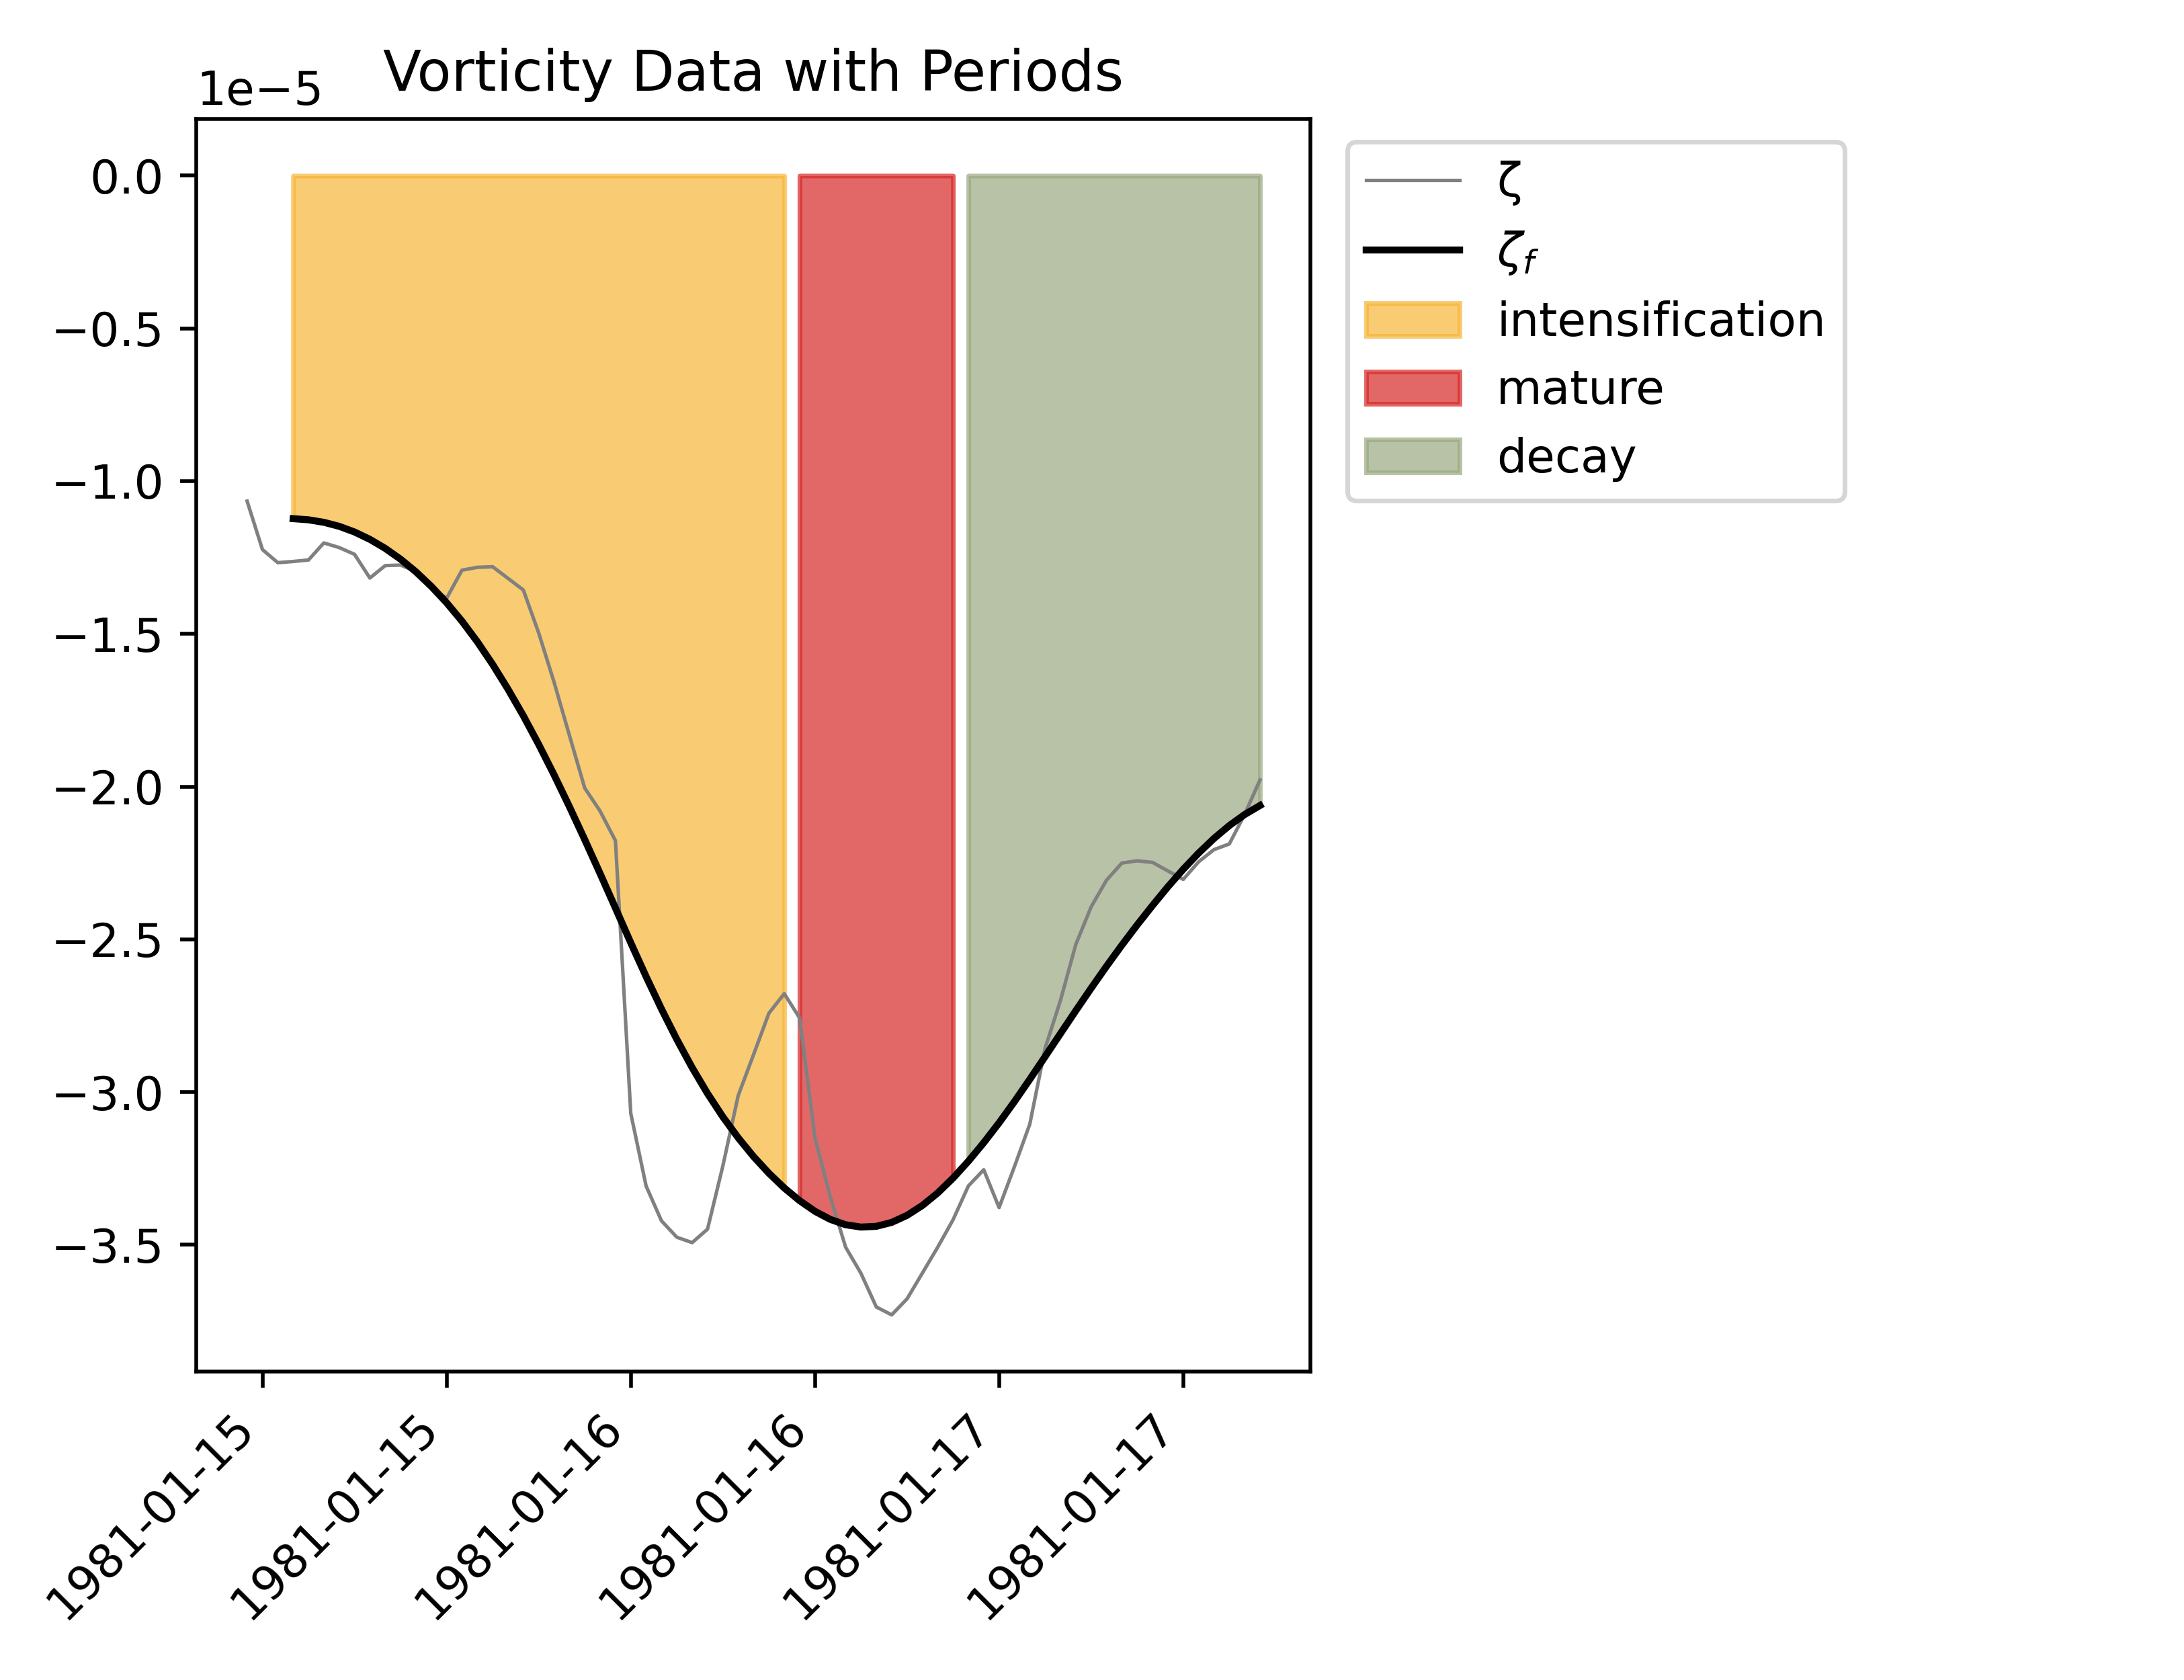 Vorticity Data with Periods
1e−5
0.0
−0.5
−1.0
−1.5
−2.0
−2.5
−3.0
−3.5
1981-01-15
1981-01-15
1981-01-16
1981-01-16
1981-01-17
1981-01-17
ζ
ζf
intensification
mature
decay